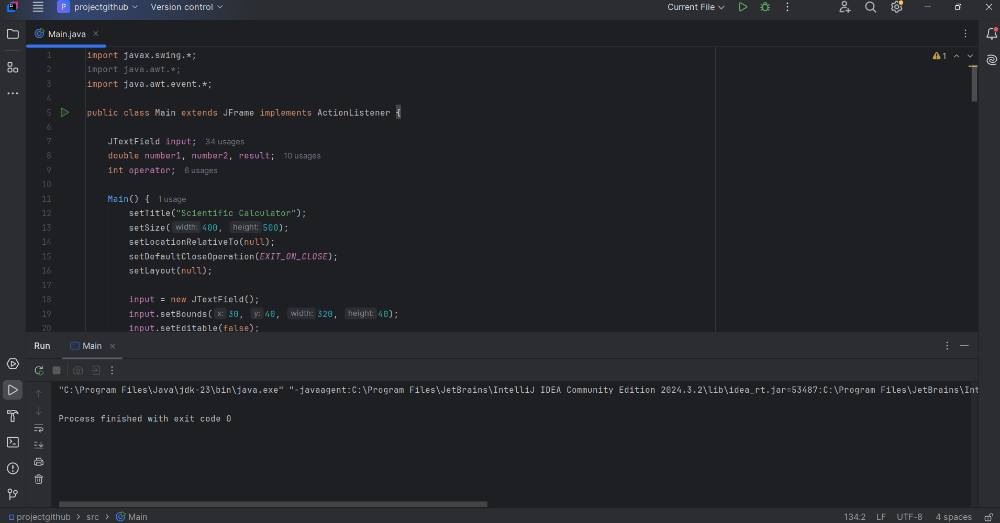 P projectgithub Version control Current File
Main.java
1 import javax.swing.*; 1
2 import java.awt.*;
3 import java.awt.event.*;
4
5 public class Main extends JFrame implements ActionListener {
6
7 JTextField input; 34 usages
8 double number1, number2, result; 10 usages
9 int operator; 6 usages
10
11 Main() { 1 usage
12 setTitle("Scientific Calculator");
13 setSize( width: 400, height: 500);
14 setLocationRelativeTo(null);
15 setDefaultCloseOperation(EXIT_ON_CLOSE);
16 setLayout(null);
17
18 input = new JTextField();
19 input.setBounds( x: 30, y: 40, width: 320, height: 40);
20 input.setEditable(false);
Run Main
"C:\Program Files\Java\jdk-23\bin\java.exe" "-javaagent:C:\Program Files\JetBrains\IntelliJ IDEA Community Edition 2024.3.2\lib\idea_rt.jar=53487:C:\Program Files\JetBrains\Int
Process finished with exit code 0
projectgithub > src > Main 134:2 LF UTF-8 4 spaces